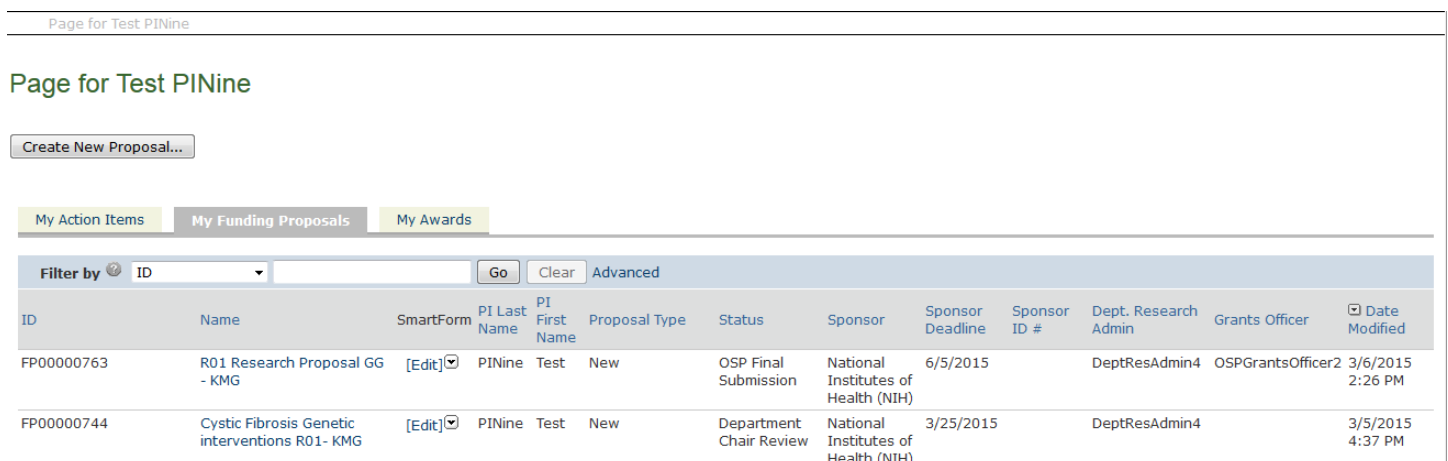 Page for Test PINine
Page for Test PINine
Create New Proposal...
My Action Items My Funding Proposals My Awards
Filter by ID Go Clear Advanced
ID Name SmartForm PI Last Name PI First Name Proposal Type Status Sponsor Sponsor Deadline Sponsor ID # Dept. Research Admin Grants Officer Date Modified
FP00000763 R01 Research Proposal GG [Edit] PINine Test New OSP Final National 6/5/2015 DeptResAdmin4 OSPGrantsOfficer2 3/6/2015
- KMG Submission Institutes of 2:26 PM
Health (NIH)
FP00000744 Cystic Fibrosis Genetic [Edit] PINine Test New Department National 3/25/2015 DeptResAdmin4 3/5/2015
interventions R01- KMG Chair Review Institutes of 4:37 PM
Health (NIH)